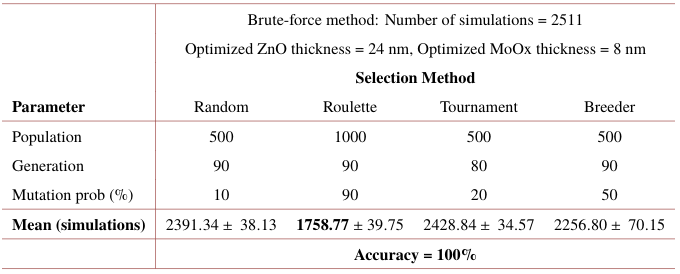 Brute-force method: Number of simulations = 2511
Optimized ZnO thickness = 24 nm, Optimized MoOx thickness = 8 nm
Selection Method
Parameter Random Roulette Tournament Breeder
Population 500 1000 500 500
Generation 90 90 80 90
Mutation prob (%) 10 90 20 50
Mean (simulations) 2391.34 ± 38.13 1758.77 ± 39.75 2428.84 ± 34.57 2256.80 ± 70.15
Accuracy = 100%